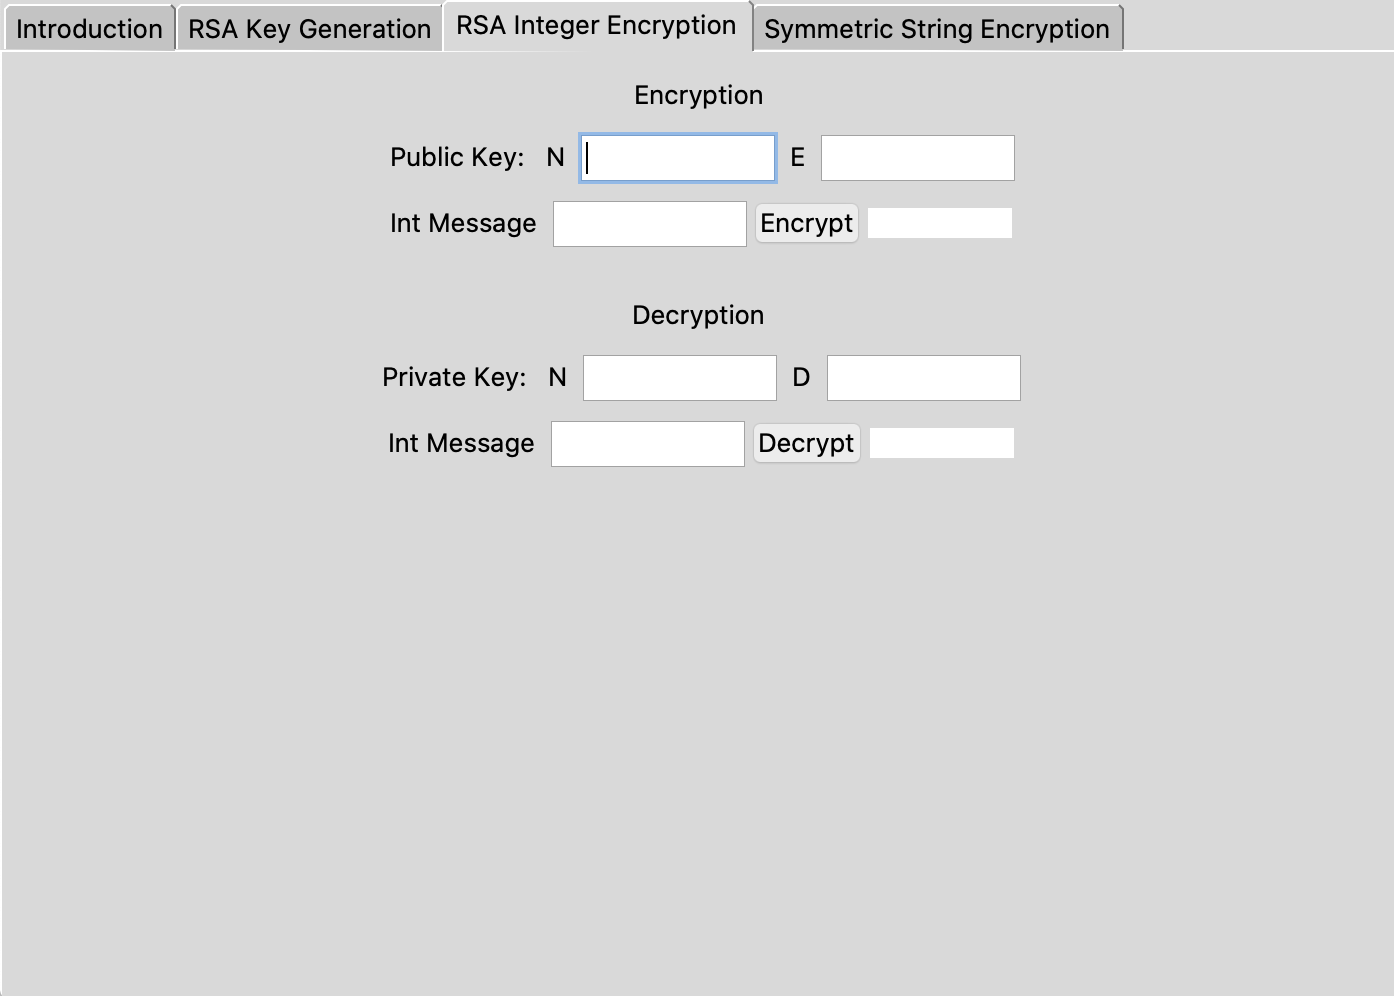 Introduction RSA Key Generation RSA Integer Encryption Symmetric String Encryption
Encryption
Public Key: N E
Int Message Encrypt
Decryption
Private Key: N D
Int Message Decrypt